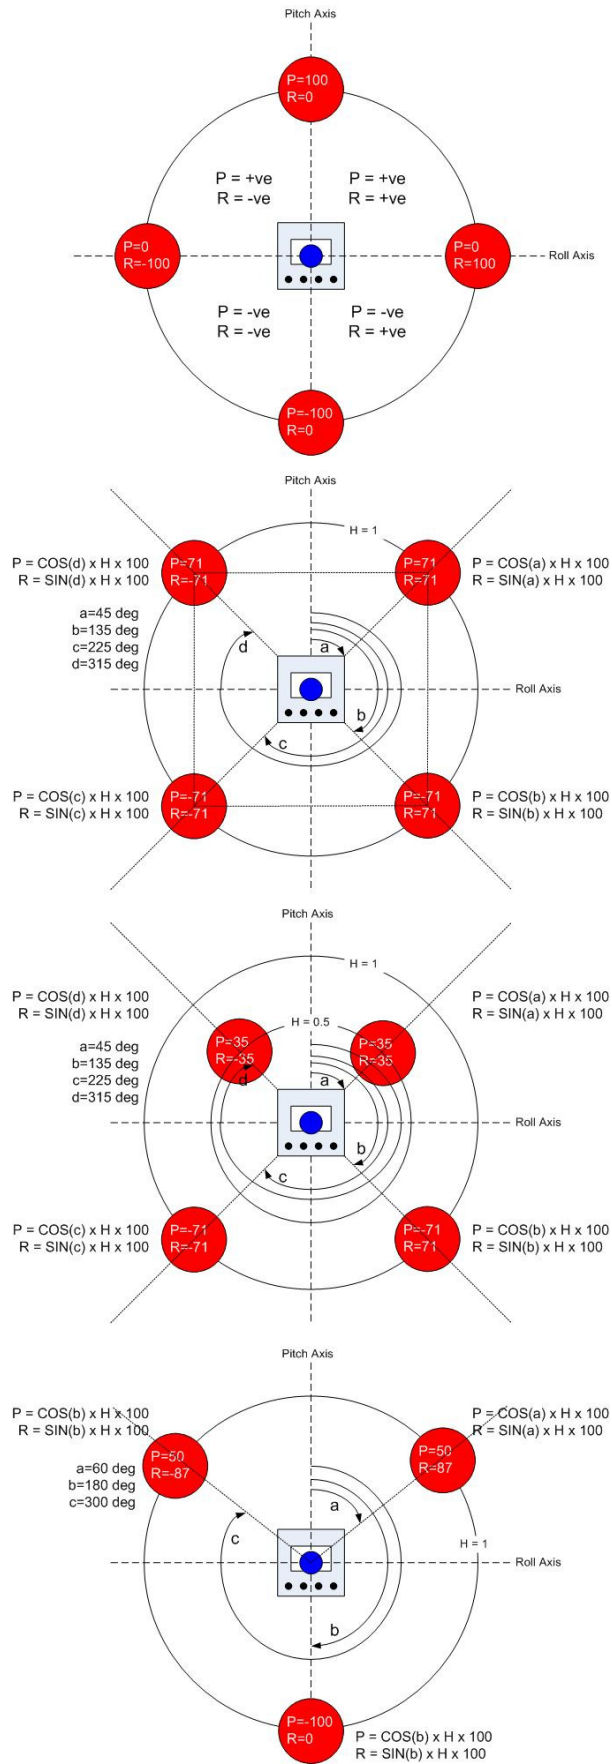 Pitch Axis
P=100
R=0
P = +ve
R = -ve
P = +ve
R = +ve
P=0
R=-100
P=0
R=100
Roll Axis
P = -ve
R = -ve
P = -ve
R = +ve
P=-100
R=0
Pitch Axis
H = 1
P = COS(d) x H x 100
R = SIN(d) x H x 100
P=71
R=-71
P=71
R=71
P = COS(a) x H x 100
R = SIN(a) x H x 100
a=45 deg
b=135 deg
c=225 deg
d=315 deg
d
a
Roll Axis
b
c
P = COS(c) x H x 100
R = SIN(c) x H x 100
P=-71
R=-71
P=-71
R=71
P = COS(b) x H x 100
R = SIN(b) x H x 100
Pitch Axis
H = 1
P = COS(d) x H x 100
R = SIN(d) x H x 100
P = COS(a) x H x 100
R = SIN(a) x H x 100
H = 0.5
a=45 deg
b=135 deg
c=225 deg
d=315 deg
P=35
R=-35
P=35
R=35
d
a
Roll Axis
b
c
P = COS(c) x H x 100
R = SIN(c) x H x 100
P=-71
R=-71
P=-71
R=71
P = COS(b) x H x 100
R = SIN(b) x H x 100
Pitch Axis
P = COS(b) x H x 100
R = SIN(b) x H x 100
P = COS(a) x H x 100
R = SIN(a) x H x 100
P=50
R=-87
P=50
R=87
a=60 deg
b=180 deg
c=300 deg
a
c
H = 1
Roll Axis
b
P=-100
R=0
P = COS(b) x H x 100
R = SIN(b) x H x 100